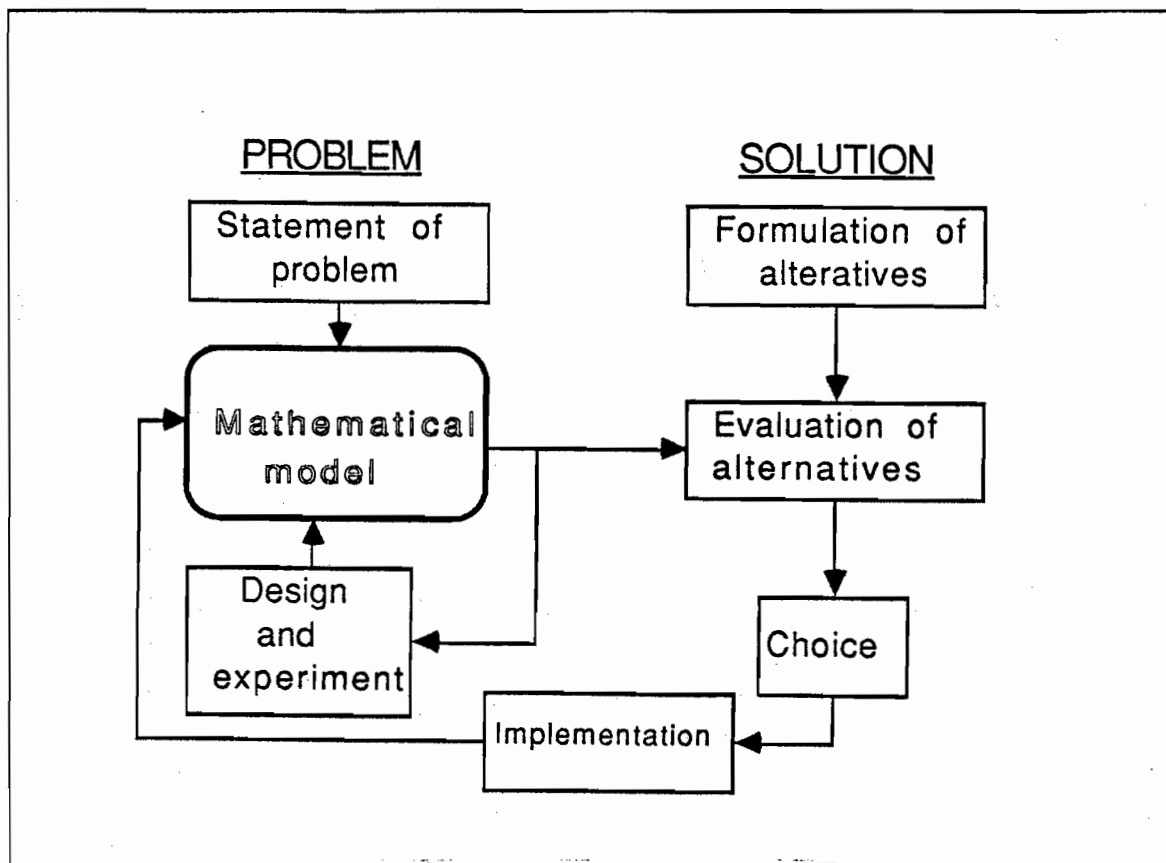 PROBLEM
Statement of
problem
Mathematical
model
Design
and
experiment
SOLUTION
Formulation of
alteratives
Evaluation of
alternatives
Choice
Implementation